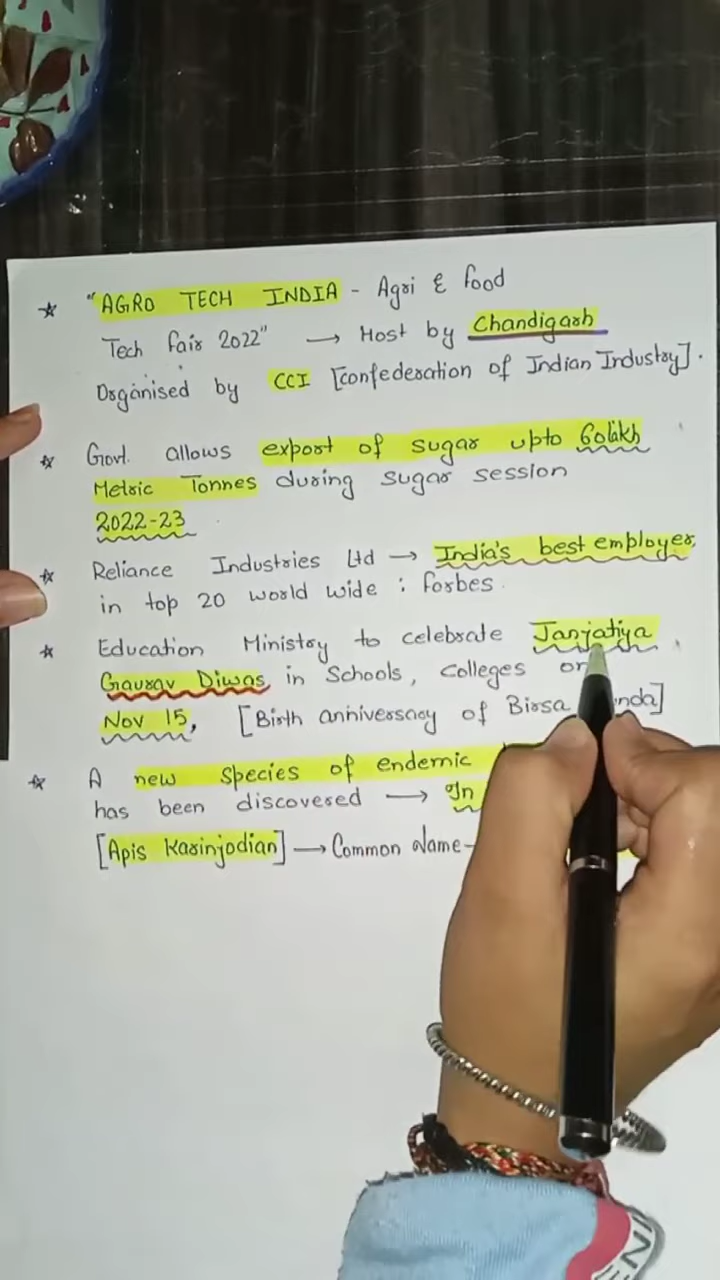 ☆ "AGRO TECH INDIA - Agri & food
Tech fair 2022" → Host by Chandigarh
Organised by CCI [confederation of Indian Industry].
☆ Govt. allows export of sugar upto 60lakh
Metric Tonnes during sugar session
2022-23
☆ Reliance Industries Ltd → India's best employer
in top 20 world wide : forbes.
☆ Education Ministry to celebrate Janjatiya
Gaurav Diwas in Schools, Colleges on
Nov 15, [Birth anniversary of Birsa nda]
☆ A new species of endemic
has been discovered → In
[Apis Karinjodian] → Common Name -